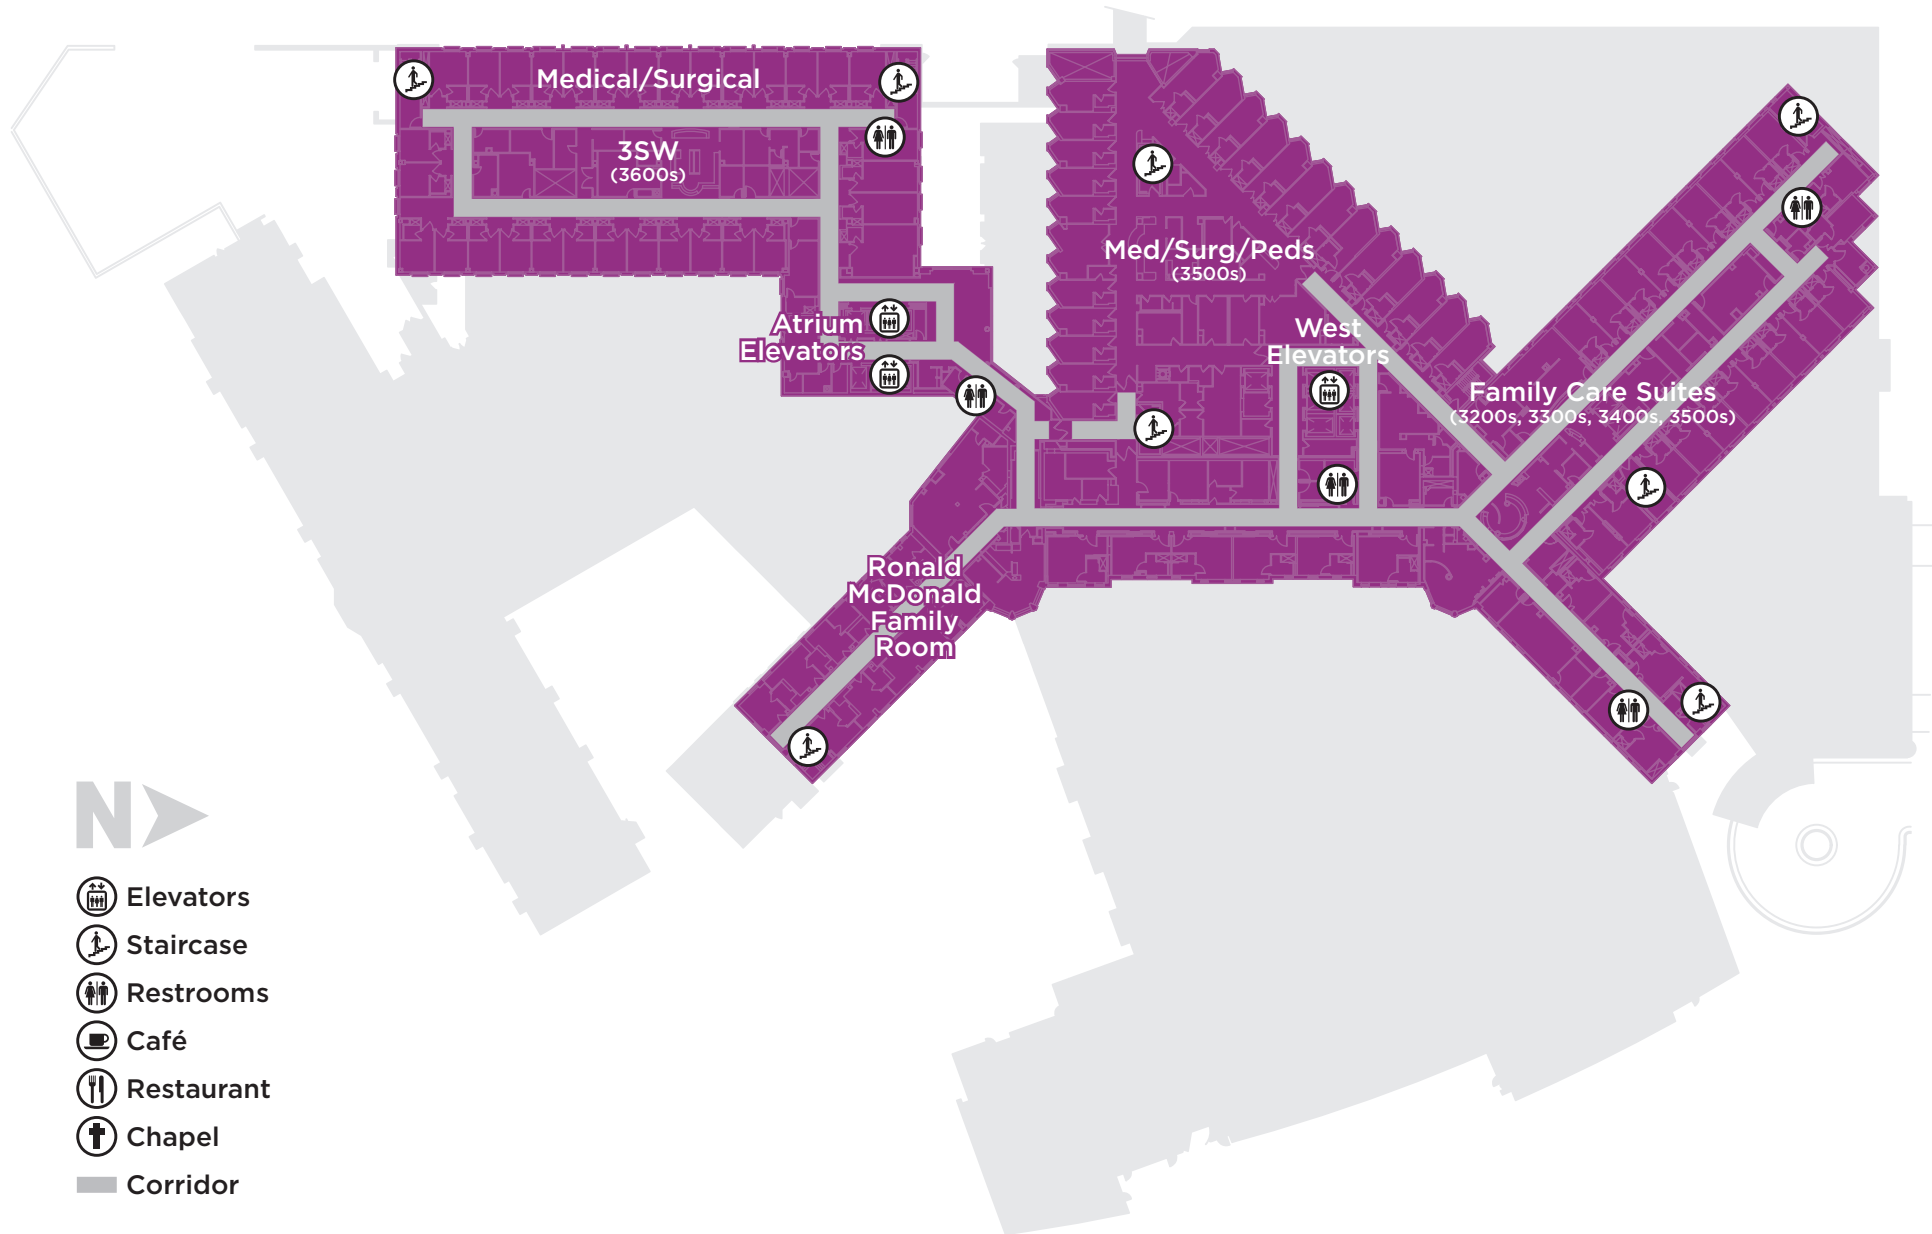 Medical/Surgical
3SW
(3600s)
Med/Surg/Peds
(3500s)
Atrium
Elevators
West
Elevators
Family Care Suites
(3200s, 3300s, 3400s, 3500s)
Ronald
McDonald
Family
Room
N
Elevators
Staircase
Restrooms
Café
Restaurant
Chapel
Corridor